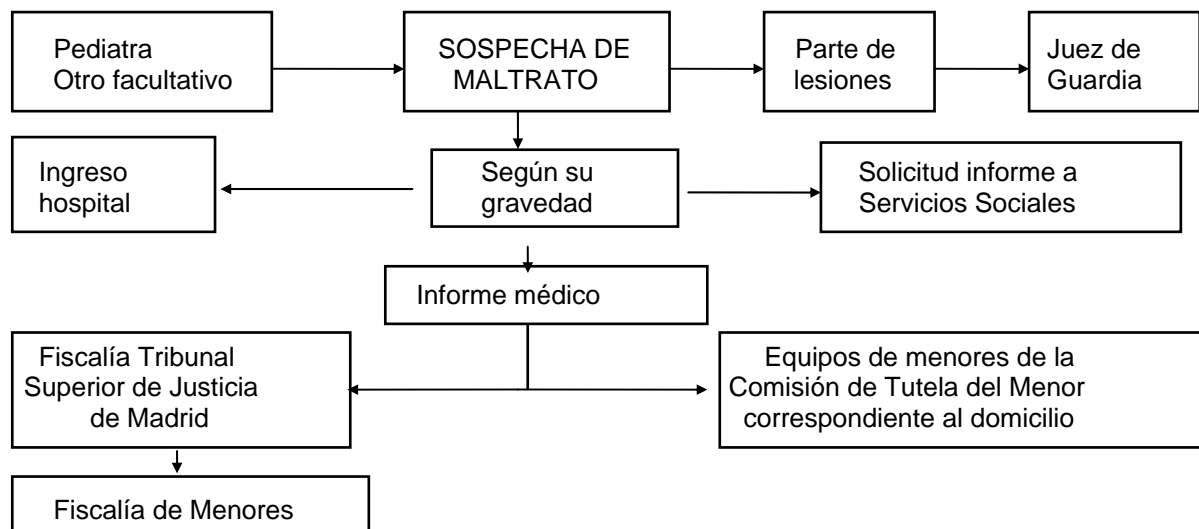 Pediatra
Otro facultativo
SOSPECHA DE
MALTRATO
Parte de
lesiones
Juez de
Guardia
Ingreso
hospital
Según su
gravedad
Solicitud informe a
Servicios Sociales
Informe médico
Fiscalía Tribunal
Superior de Justicia
de Madrid
Equipos de menores de la
Comisión de Tutela del Menor
correspondiente al domicilio
Fiscalía de Menores